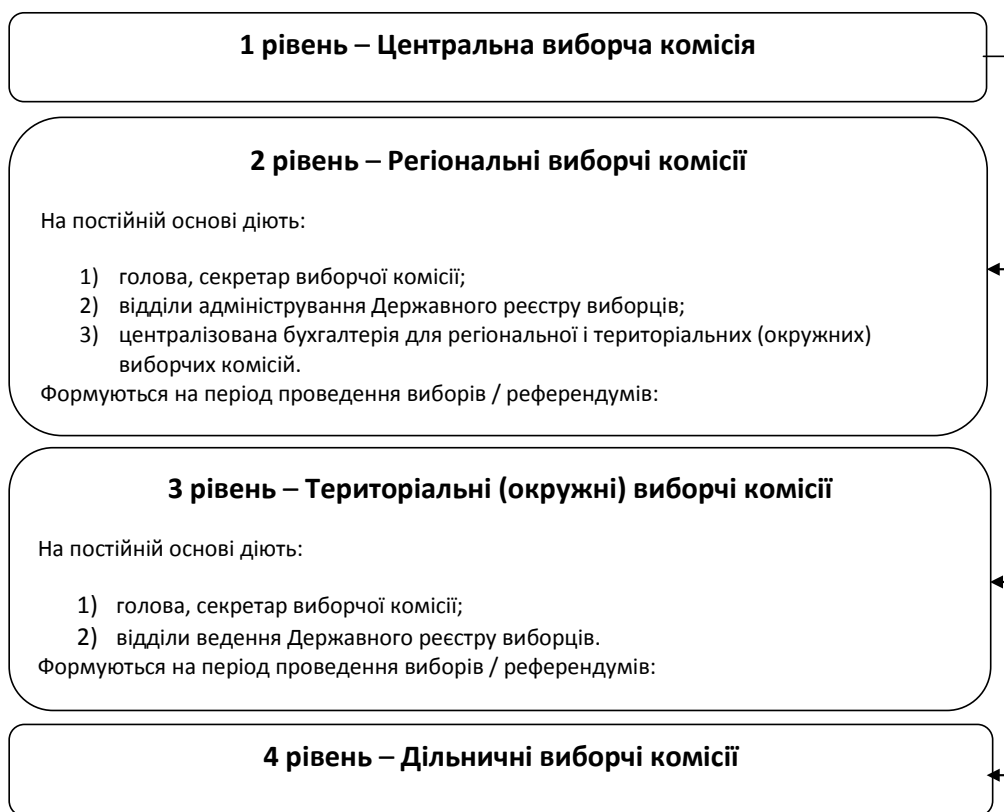 1 рівень – Центральна виборча комісія
2 рівень – Регіональні виборчі комісії
На постійній основі діють:
1) голова, секретар виборчої комісії;
2) відділи адміністрування Державного реєстру виборців;
3) централізована бухгалтерія для регіональної і територіальних (окружних)
виборчих комісій.
Формуються на період проведення виборів / референдумів:
3 рівень – Територіальні (окружні) виборчі комісії
На постійній основі діють:
1) голова, секретар виборчої комісії;
2) відділи ведення Державного реєстру виборців.
Формуються на період проведення виборів / референдумів:
4 рівень – Дільничні виборчі комісії